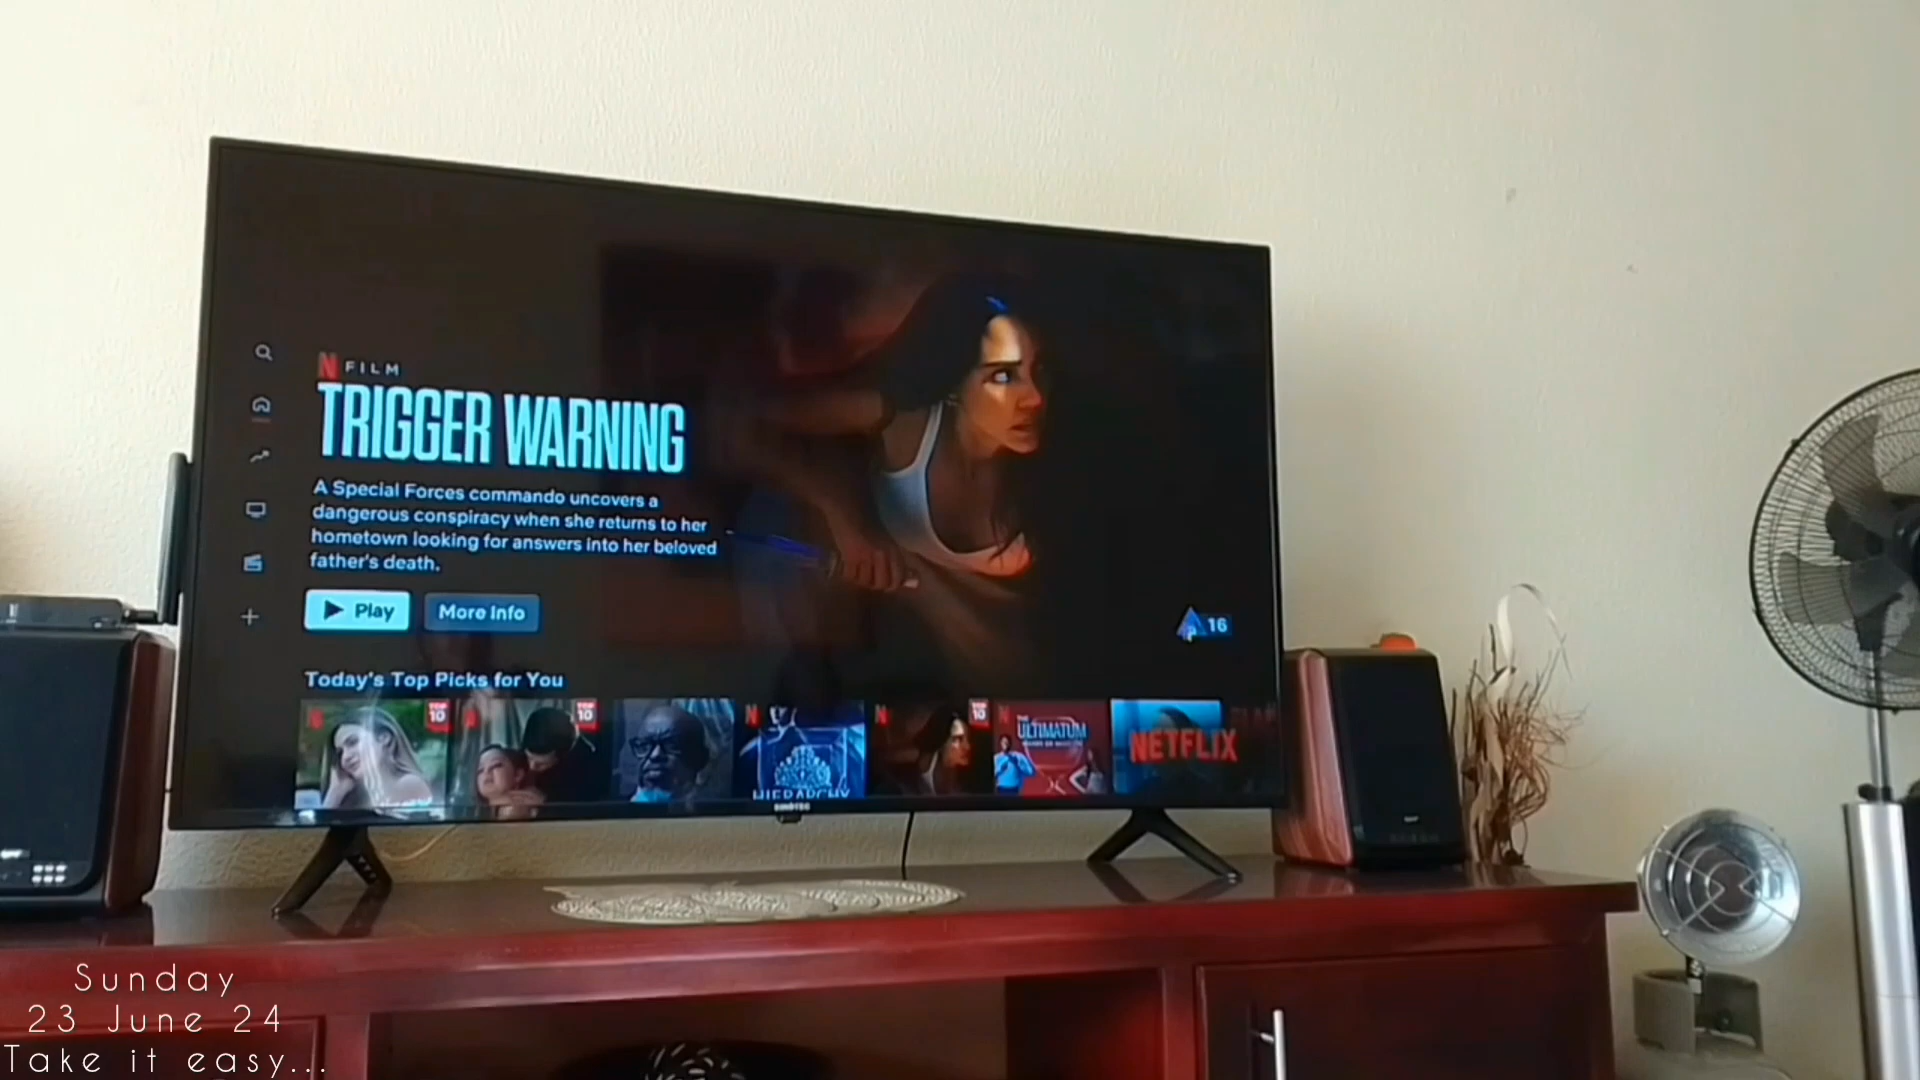 N FILM
TRIGGER WARNING
A Special Forces commando uncovers a
dangerous conspiracy when she returns to her
hometown looking for answers into her beloved
father's death.
Play
More Info
16
Today's Top Picks for You
TOP
10
TOP
10
HIERARCHY
TOP
10
THE
ULTIMATUM
NETFLIX
SINOTEC
Sunday
23 June 24
Take it easy...